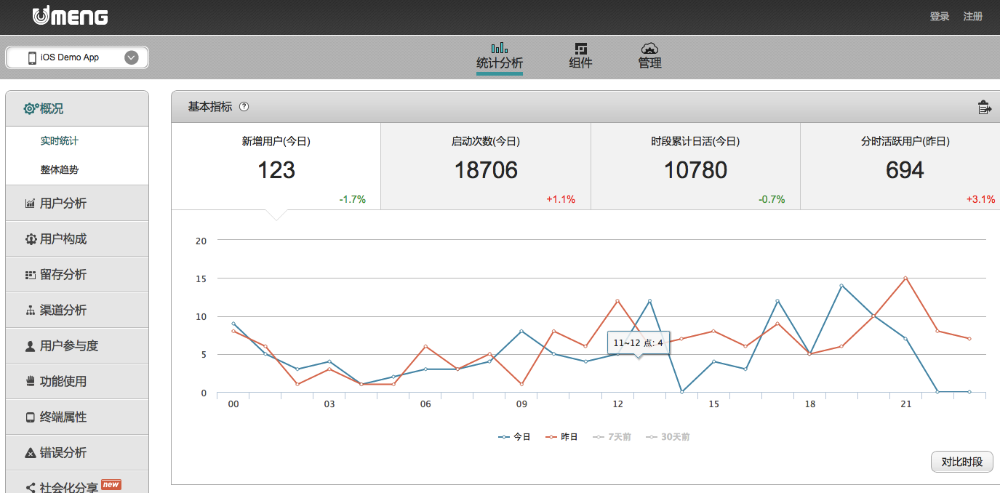 UMENG
登录 注册
iOS Demo App
统计分析 组件 管理
概况
实时统计
整体趋势
用户分析
用户构成
留存分析
渠道分析
用户参与度
功能使用
终端属性
错误分析
社会化分享 new
基本指标 ?
新增用户(今日) 启动次数(今日) 时段累计日活(今日) 分时活跃用户(昨日)
123 18706 10780 694
-1.7% +1.1% -0.7% +3.1%
20
15
10
5
0
11~12 点: 4
00 03 06 09 12 15 18 21
今日 昨日 7天前 30天前
对比时段